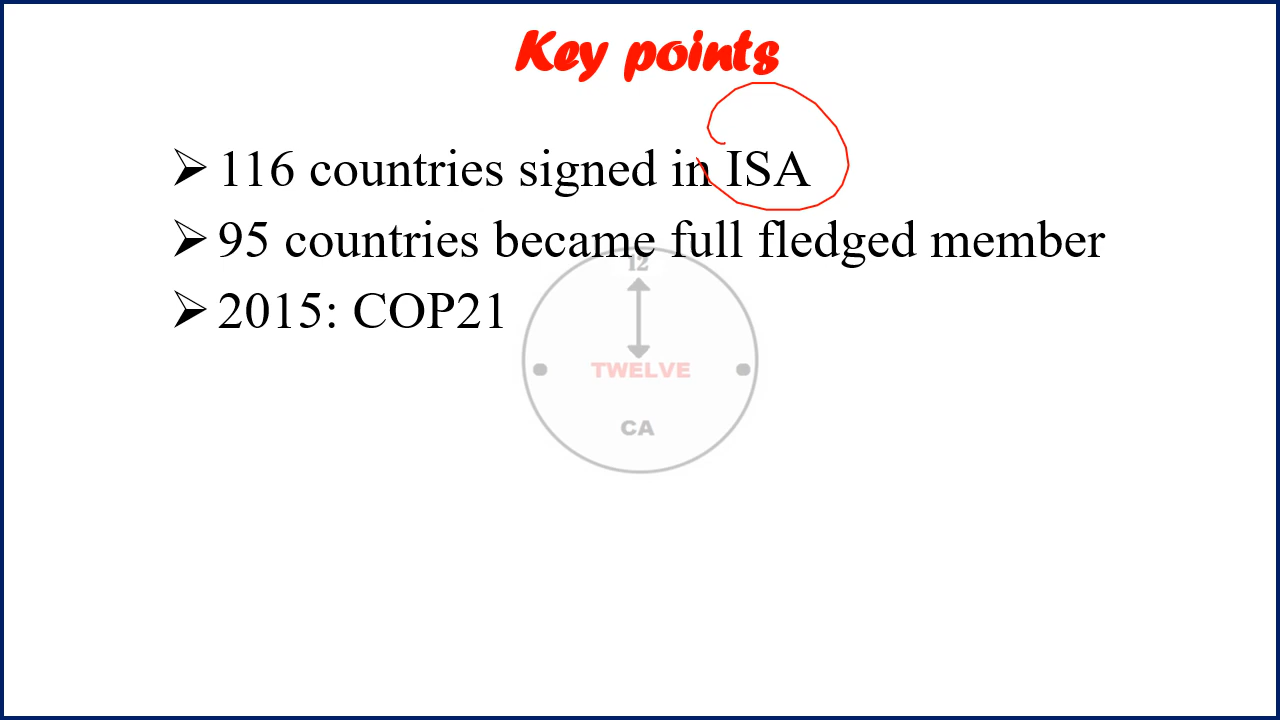 Key points
➢ 116 countries signed in ISA
➢ 95 countries became full fledged member
12
➢ 2015: COP21
TWELVE
CA